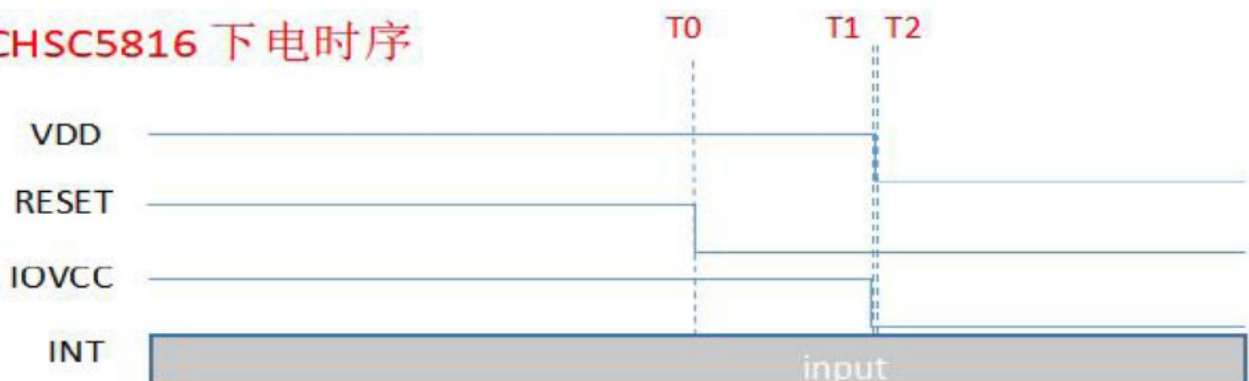 CHSC5816 下电时序
T0
T1 T2
VDD
RESET
IOVCC
INT
input